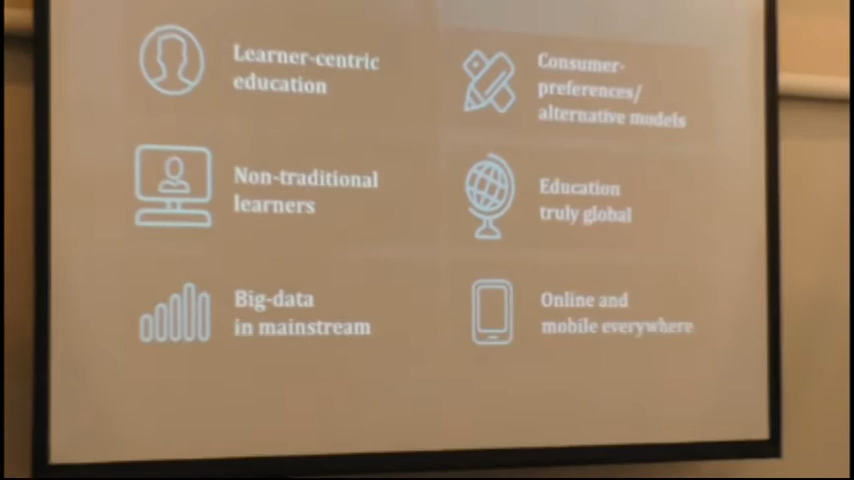 Learner-centric
education
Consumer-
preferences/
alternative models
Non-traditional
learners
Education
truly global
Big-data
in mainstream
Online and
mobile everywhere